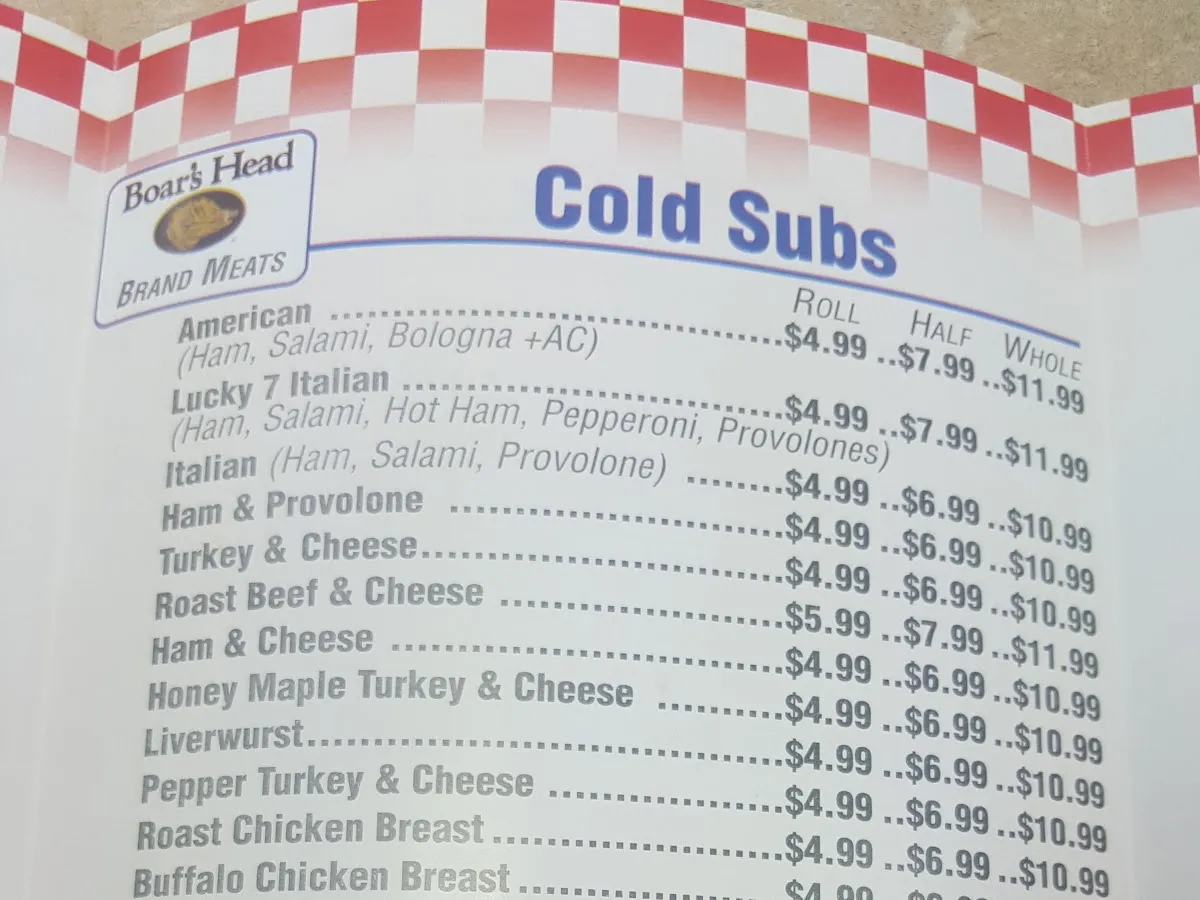 Boar's Head
Brand Meats
Cold Subs
Roll Half Whole
American ........................................$4.99 ..$7.99 ..$11.99
(Ham, Salami, Bologna +AC)
Lucky 7 Italian .................................$4.99 ..$7.99 ..$11.99
(Ham, Salami, Hot Ham, Pepperoni, Provolones)
Italian (Ham, Salami, Provolone) ........$4.99 ..$6.99 ..$10.99
Ham & Provolone ............................$4.99 ..$6.99 ..$10.99
Turkey & Cheese..............................$4.99 ..$6.99 ..$10.99
Roast Beef & Cheese ........................$5.99 ..$7.99 ..$11.99
Ham & Cheese .................................$4.99 ..$6.99 ..$10.99
Honey Maple Turkey & Cheese ..........$4.99 ..$6.99 ..$10.99
Liverwurst........................................$4.99 ..$6.99 ..$10.99
Pepper Turkey & Cheese ...................$4.99 ..$6.99 ..$10.99
Roast Chicken Breast ........................$4.99 ..$6.99 ..$10.99
Buffalo Chicken Breast ......................$4.99